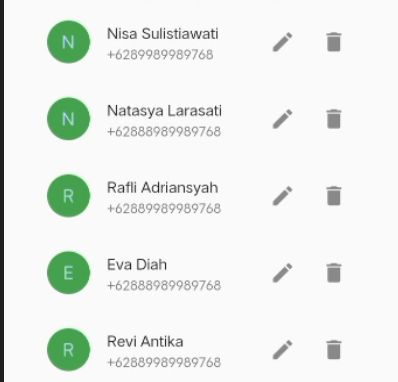 N
Nisa Sulistiawati
+6289989989768
N
Natasya Larasati
+62888989989768
R
Rafli Adriansyah
+62889989989768
E
Eva Diah
+62888989989768
R
Revi Antika
+62889989989768